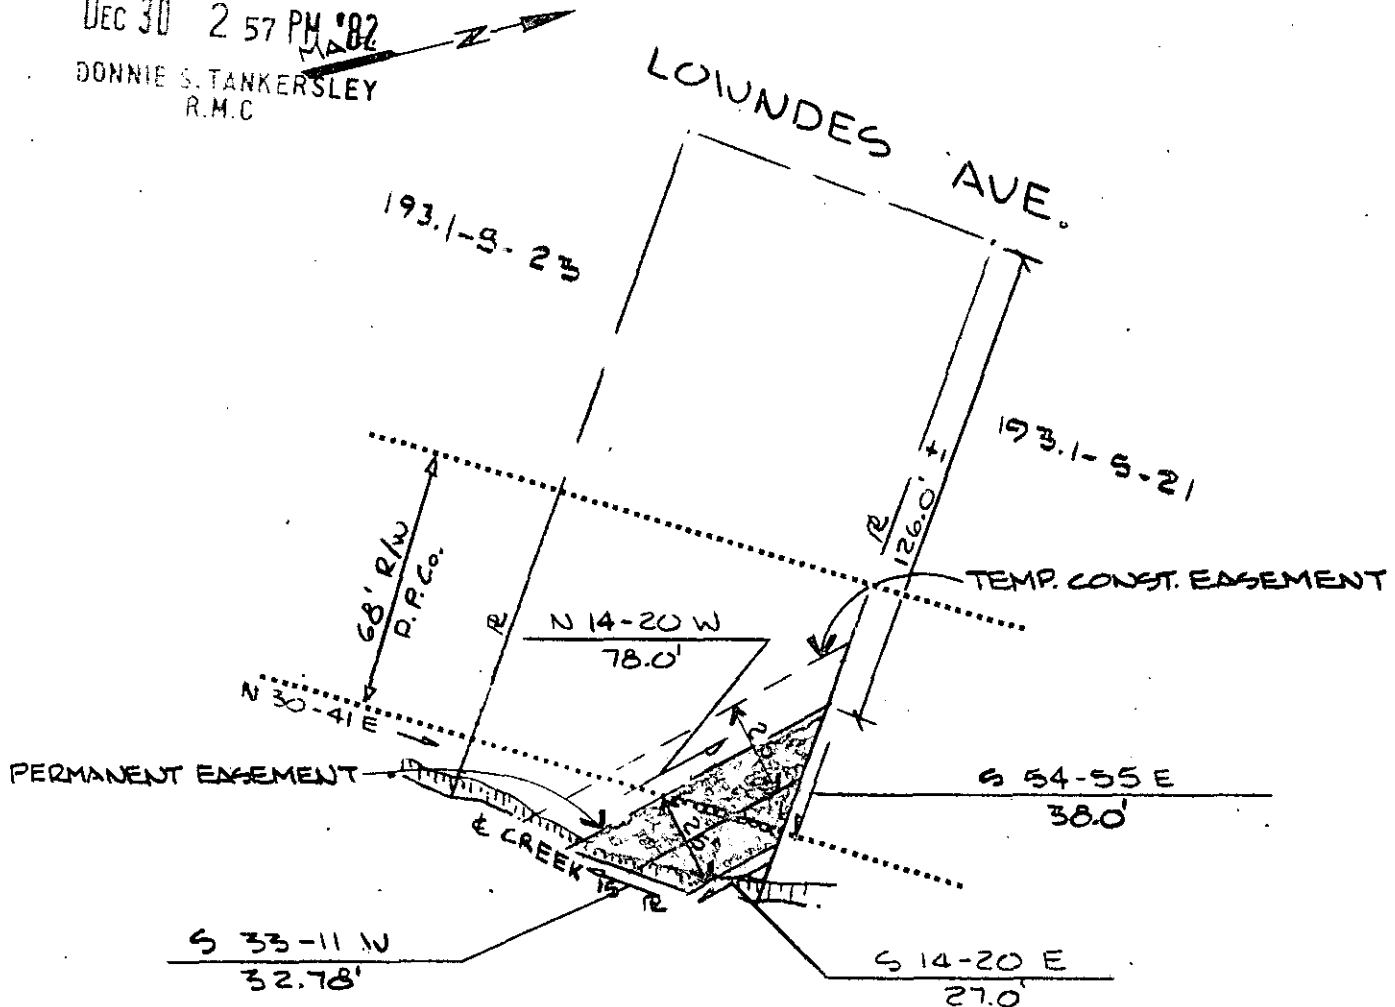 DEC 30 2 57 PM '82
DONNIE S. TANKERSLEY
R.M.C
N
LOWNDES AVE.
193.1-5-23
193.1-5-21
126.0' ±
TEMP. CONST. EASEMENT
68' R/W
D.P.Co.
N 14-20 W
78.0'
N 30-41 E
PERMANENT EASEMENT
S 54-55 E
38.0'
℄ CREEK
IS
S 33-11 W
32.78'
S 14-20 E
27.0'